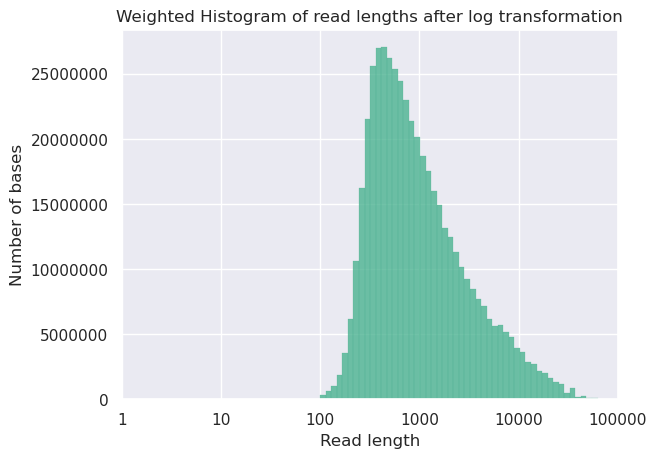 Weighted Histogram of read lengths after log transformation
Number of bases
25000000
20000000
15000000
10000000
5000000
0
1 10 100 1000 10000 100000
Read length